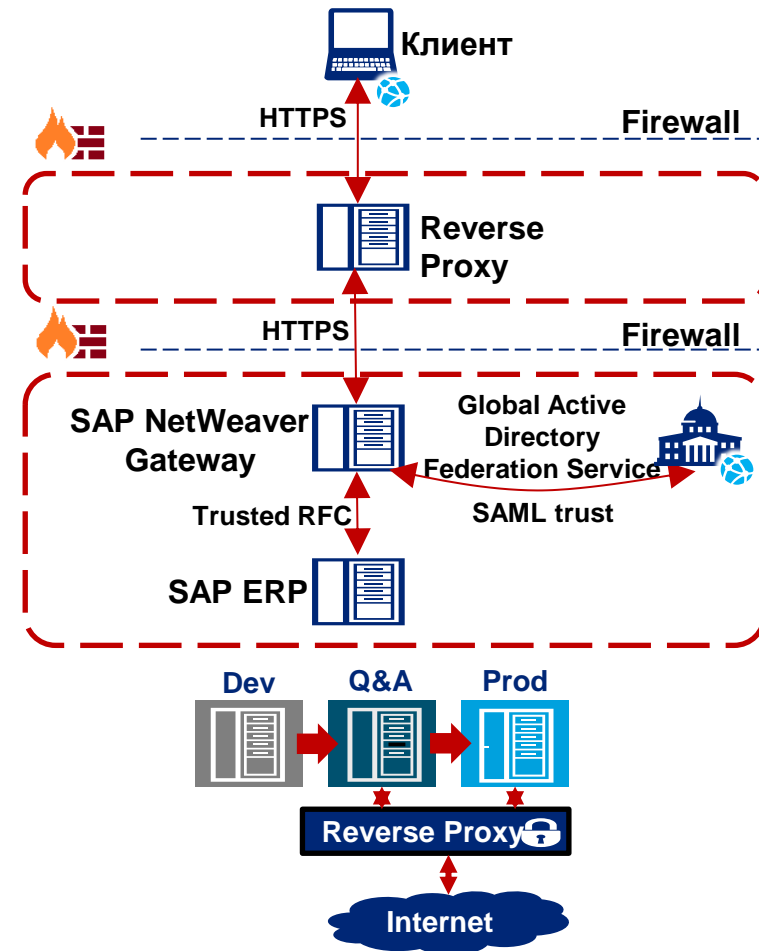 Клиент
HTTPS
Firewall
Reverse
Proxy
HTTPS
Firewall
SAP NetWeaver
Gateway
Global Active
Directory
Federation Service
Trusted RFC
SAML trust
SAP ERP
Dev Q&A Prod
Reverse Proxy
Internet